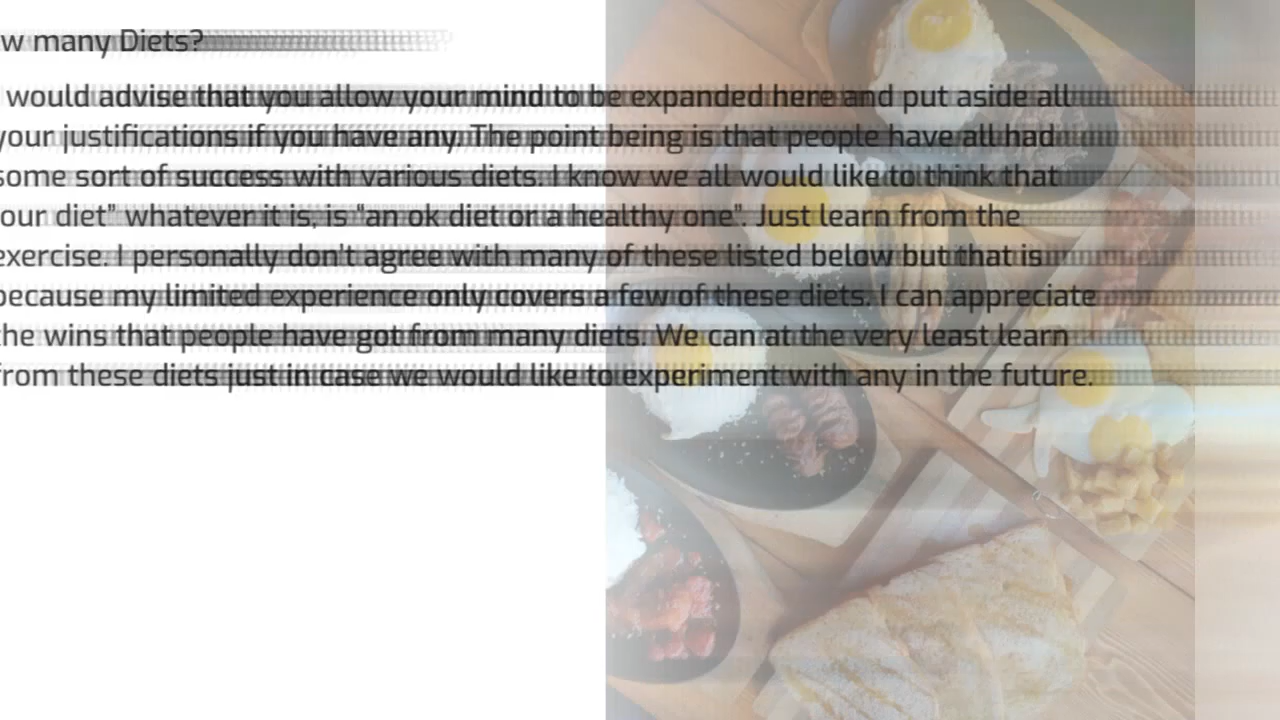 w many Diets?
would advise that you allow your mind to be expanded here and put aside all
your justifications if you have any. The point being is that people have all had
some sort of success with various diets. I know we all would like to think that
our diet" whatever it is, is "an ok diet or a healthy one". Just learn from the
exercise. I personally don't agree with many of these listed below but that is
because my limited experience only covers a few of these diets. I can appreciate
the wins that people have got from many diets. We can at the very least learn
from these diets just in case we would like to experiment with any in the future.